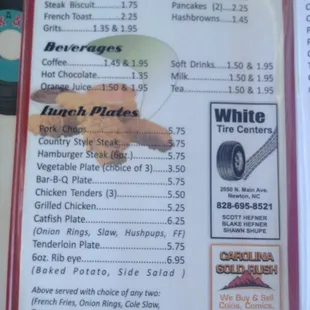 Steak Biscuit..........1.75
French Toast..........2.25
Grits..........1.35 & 1.95
Pancakes (2)...2.25
Hashbrowns.....1.45
Beverages
Coffee..........1.45 & 1.95
Hot Chocolate..........1.35
Orange Juice....1.50 & 1.95
Soft Drinks....1.50 & 1.95
Milk..........1.50 & 1.95
Tea..........1.50 & 1.95
Lunch Plates
Pork Chops..........5.75
Country Style Steak..........5.75
Hamburger Steak (6oz.)..........5.75
Vegetable Plate (choice of 3)....3.50
Bar-B-Q Plate..........5.75
Chicken Tenders (3)..........5.50
Grilled Chicken..........5.25
Catfish Plate..........6.25
(Onion Rings, Slaw, Hushpups, FF)
Tenderloin Plate..........5.75
6oz. Rib eye..........6.95
(Baked Potato, Side Salad )
Above served with choice of any two:
(French Fries, Onion Rings, Cole Slaw,
White
Tire Centers
2550 N. Main Ave.
Newton, NC
828-695-8521
SCOTT HEFNER
BLAKE HEFNER
SHAWN SHUPE
CAROLINA
GOLD-RUSH
We Buy & Sell
Coins, Comics,